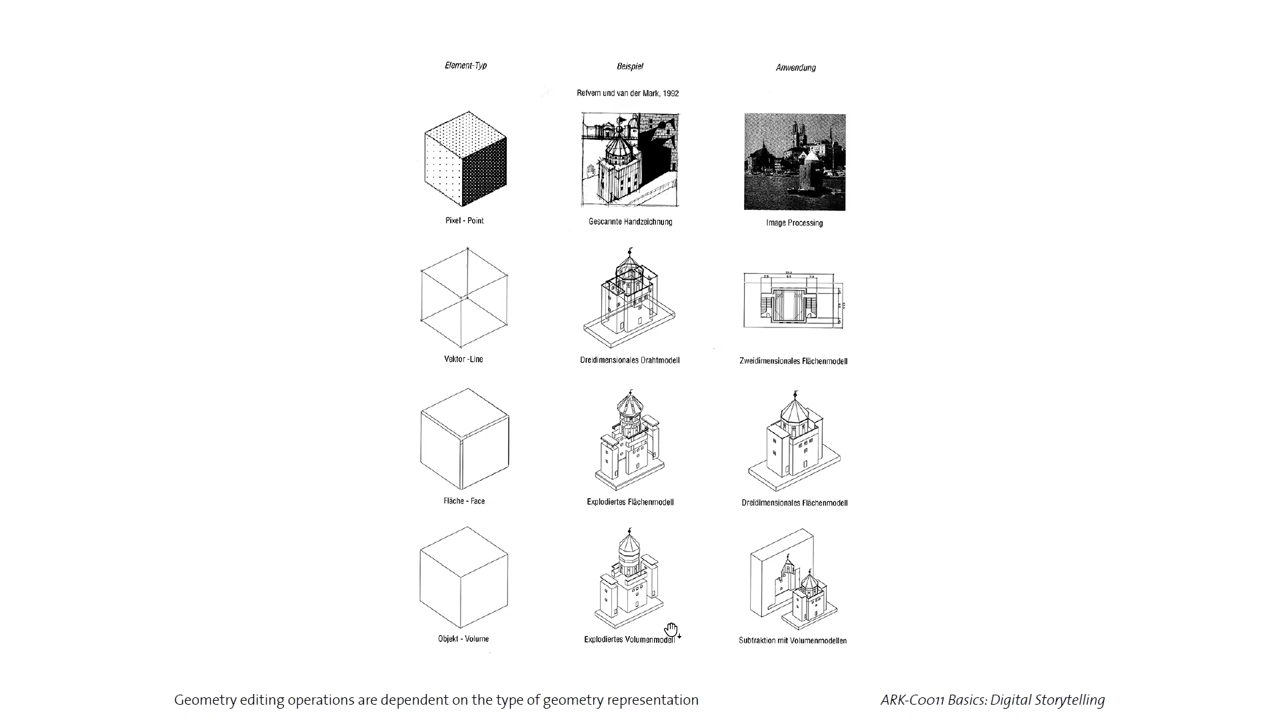 Element-Typ Beispiel Anwendung
Refvem und van der Mark, 1992
Pixel - Point Gescannte Handzeichnung Image Processing
Vektor -Line Dreidimensionales Drahtmodell Zweidimensionales Flächenmodell
Fläche - Face Explodiertes Flächenmodell Dreidimensionales Flächenmodell
Objekt - Volume Explodiertes Volumenmodell Subtraktion mit Volumenmodellen
Geometry editing operations are dependent on the type of geometry representation ARK-C0011 Basics: Digital Storytelling